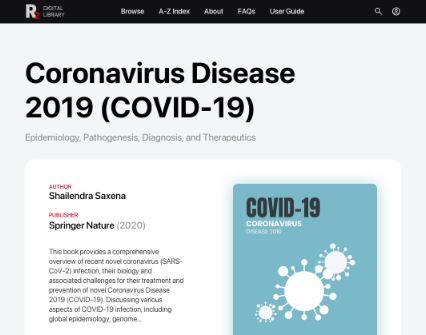 R2 DIGITAL
LIBRARY
Browse A-Z Index About FAQs User Guide
Coronavirus Disease
2019 (COVID-19)
Epidemiology, Pathogenesis, Diagnosis, and Therapeutics
AUTHOR
Shailendra Saxena
PUBLISHER
Springer Nature (2020)
This book provides a comprehensive
overview of recent novel coronavirus (SARS-
CoV-2) infection, their biology and
associated challenges for their treatment and
prevention of novel Coronavirus Disease
2019 (COVID-19). Discussing various
aspects of COVID-19 infection, including
global epidemiology, genome...
COVID-19
CORONAVIRUS
DISEASE 2019